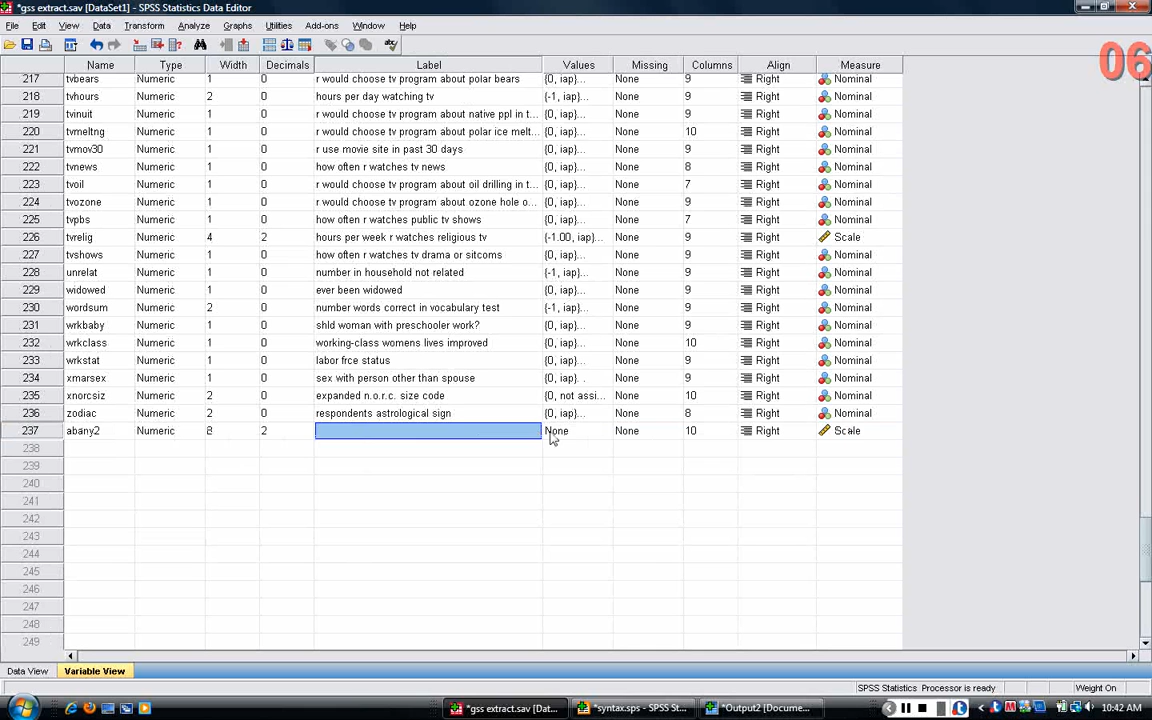 *gss extract.sav [DataSet1] - SPSS Statistics Data Editor
File Edit View Data Transform Analyze Graphs Utilities Add-ons Window Help
06
Name Type Width Decimals Label Values Missing Columns Align Measure
217 tvbears Numeric 1 0 r would choose tv program about polar bears {0, iap}... None 9 Right Nominal
218 tvhours Numeric 2 0 hours per day watching tv {-1, iap}... None 9 Right Nominal
219 tvinuit Numeric 1 0 r would choose tv program about native ppl in t... {0, iap}... None 9 Right Nominal
220 tvmeltng Numeric 1 0 r would choose tv program about polar ice melt... {0, iap}... None 10 Right Nominal
221 tvmov30 Numeric 1 0 r use movie site in past 30 days {0, iap}... None 9 Right Nominal
222 tvnews Numeric 1 0 how often r watches tv news {0, iap}... None 8 Right Nominal
223 tvoil Numeric 1 0 r would choose tv program about oil drilling in t... {0, iap}... None 7 Right Nominal
224 tvozone Numeric 1 0 r would choose tv program about ozone hole o... {0, iap}... None 9 Right Nominal
225 tvpbs Numeric 1 0 how often r watches public tv shows {0, iap}... None 7 Right Nominal
226 tvrelig Numeric 4 2 hours per week r watches religious tv {-1.00, iap}... None 9 Right Scale
227 tvshows Numeric 1 0 how often r watches tv drama or sitcoms {0, iap}... None 9 Right Nominal
228 unrelat Numeric 1 0 number in household not related {-1, iap}... None 9 Right Nominal
229 widowed Numeric 1 0 ever been widowed {0, iap}... None 9 Right Nominal
230 wordsum Numeric 2 0 number words correct in vocabulary test {-1, iap}... None 9 Right Nominal
231 wrkbaby Numeric 1 0 shld woman with preschooler work? {0, iap}... None 9 Right Nominal
232 wrkclass Numeric 1 0 working-class womens lives improved {0, iap}... None 10 Right Nominal
233 wrkstat Numeric 1 0 labor frce status {0, iap}... None 9 Right Nominal
234 xmarsex Numeric 1 0 sex with person other than spouse {0, iap}. . None 9 Right Nominal
235 xnorcsiz Numeric 2 0 expanded n.o.r.c. size code {0, not assi... None 10 Right Nominal
236 zodiac Numeric 2 0 respondents astrological sign {0, iap}... None 8 Right Nominal
237 abany2 Numeric 8 2 None None 10 Right Scale
238
239
240
241
242
243
244
245
246
247
248
249
Data View Variable View
SPSS Statistics Processor is ready Weight On
*gss extract.sav [Dat... *syntax.sps - SPSS St... *Output2 [Docume... 10:42 AM